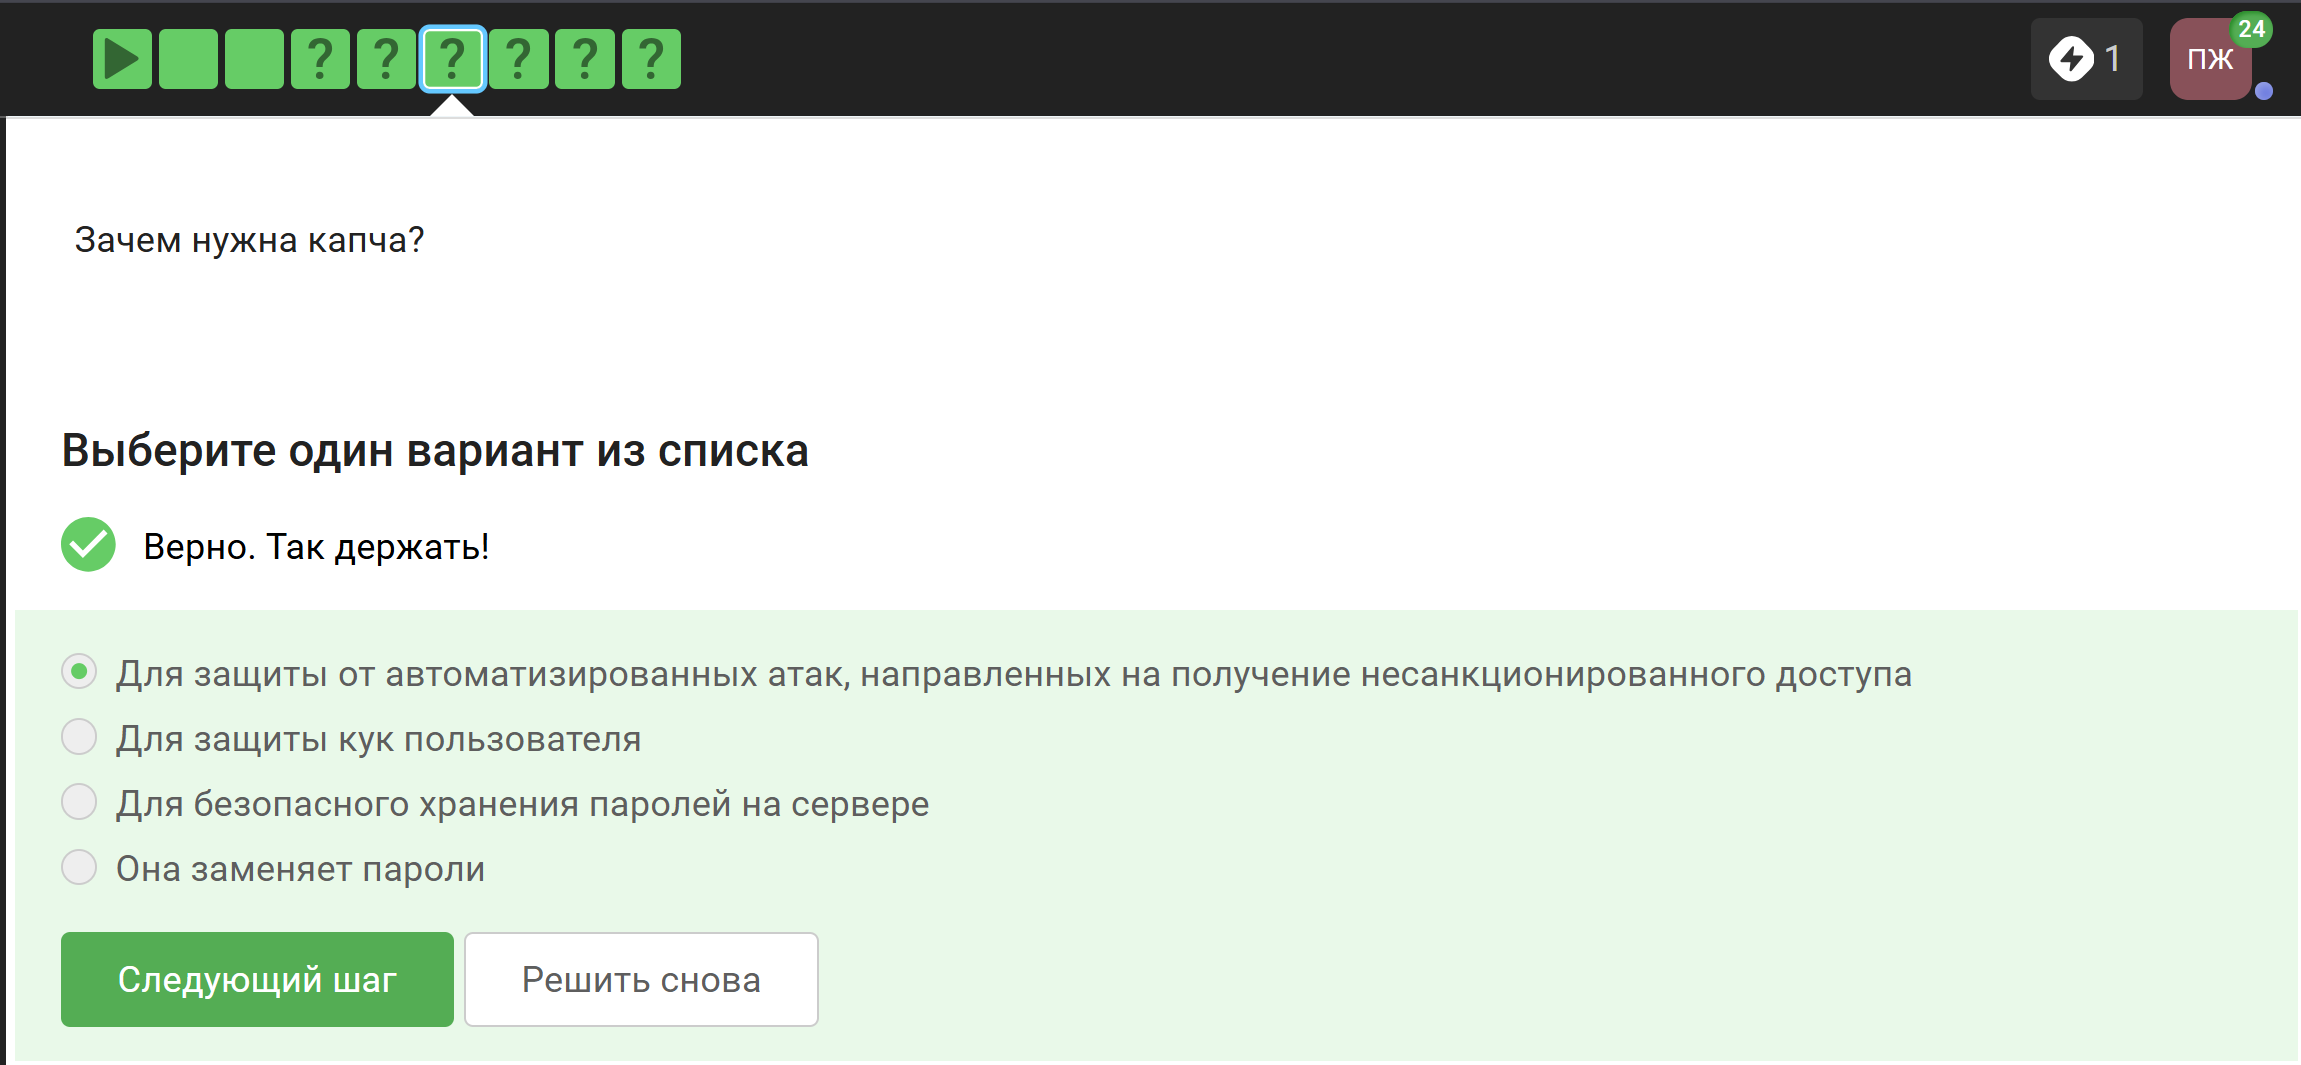 ? ? ? ? ? ?
1
ПЖ
24
Зачем нужна капча?
Выберите один вариант из списка
Верно. Так держать!
Для защиты от автоматизированных атак, направленных на получение несанкционированного доступа
Для защиты кук пользователя
Для безопасного хранения паролей на сервере
Она заменяет пароли
Следующий шаг
Решить снова